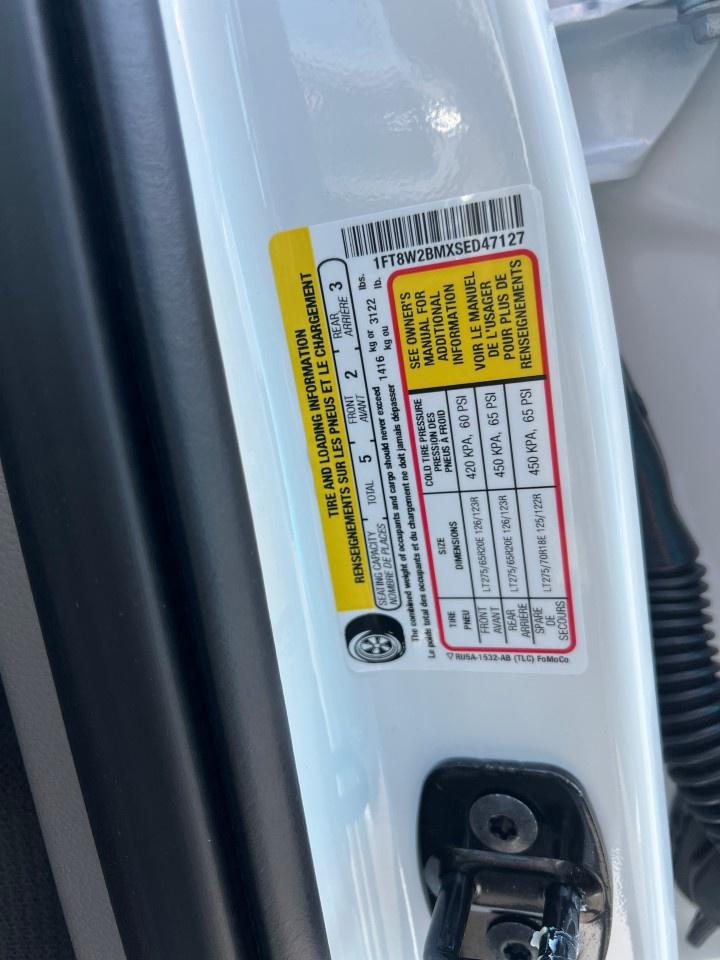 TIRE AND LOADING INFORMATION
RENSEIGNEMENTS SUR LES PNEUS ET LE CHARGEMENT
1FT8W2BMXSED47127
SEATING CAPACITY TOTAL 5 FRONT 2 REAR 3
NOMBRE DE PLACES AVANT ARRIÈRE
The combined weight of occupants and cargo should never exceed 1416 kg or 3122 lbs.
Le poids total des occupants et du chargement ne doit jamais dépasser kg ou lb.
TIRE SIZE COLD TIRE PRESSURE
PNEU DIMENSIONS PRESSION DES PNEUS À FROID
FRONT AVANT LT275/65R20E 126/123R 420 KPA, 60 PSI
REAR ARRIÈRE LT275/65R20E 126/123R 450 KPA, 65 PSI
SPARE DE SECOURS LT275/70R18E 125/122R 450 KPA, 65 PSI
SEE OWNER'S
MANUAL FOR
ADDITIONAL
INFORMATION
VOIR LE MANUEL
DE L'USAGER
POUR PLUS DE
RENSEIGNEMENTS
RU5A-1532-AB (TLC) FoMoCo